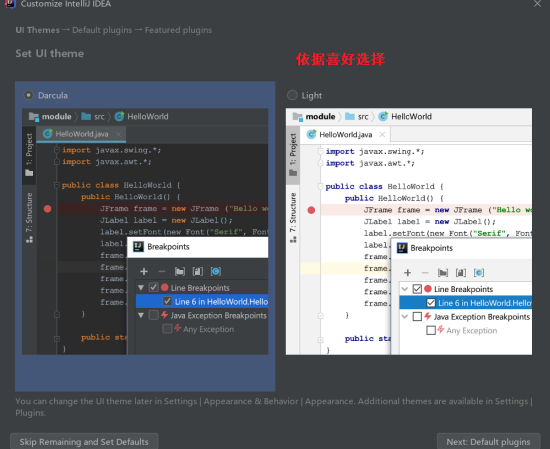 Customize IntelliJ IDEA
UI Themes → Default plugins → Featured plugins
Set UI theme
依据喜好选择
Darcula
module src HelloWorld
HelloWorld.java
1: Project
7: Structure
import javax.swing.*;
import javax.awt.*;
public class HelloWorld {
public HelloWorld() {
JFrame frame = new JFrame ("Hello wo
JLabel label = new JLabel();
label.setFont(new Font("Serif", Font
label.
frame.
frame.
frame.
frame.
frame.
}
public sta
}
Breakpoints
Line Breakpoints
Line 6 in HelloWorld.Hello
Java Exception Breakpoints
Any Exception
Light
module src HelloWorld
HelloWorld.java
1: Project
7: Structure
import javax.swing.*;
import javax.awt.*;
public class HelloWorld {
public HelloWorld() {
JFrame frame = new JFrame ("Hello w
JLabel label = new JLabel();
label.setFont(new Font("Serif", Fon
label.
frame.
frame.
frame.
frame.
frame.
}
public sta
}
Breakpoints
Line Breakpoints
Line 6 in HelloWorld.Hello
Java Exception Breakpoints
Any Exception
You can change the UI theme later in Settings | Appearance & Behavior | Appearance. Additional themes are available in Settings |
Plugins.
Skip Remaining and Set Defaults
Next: Default plugins